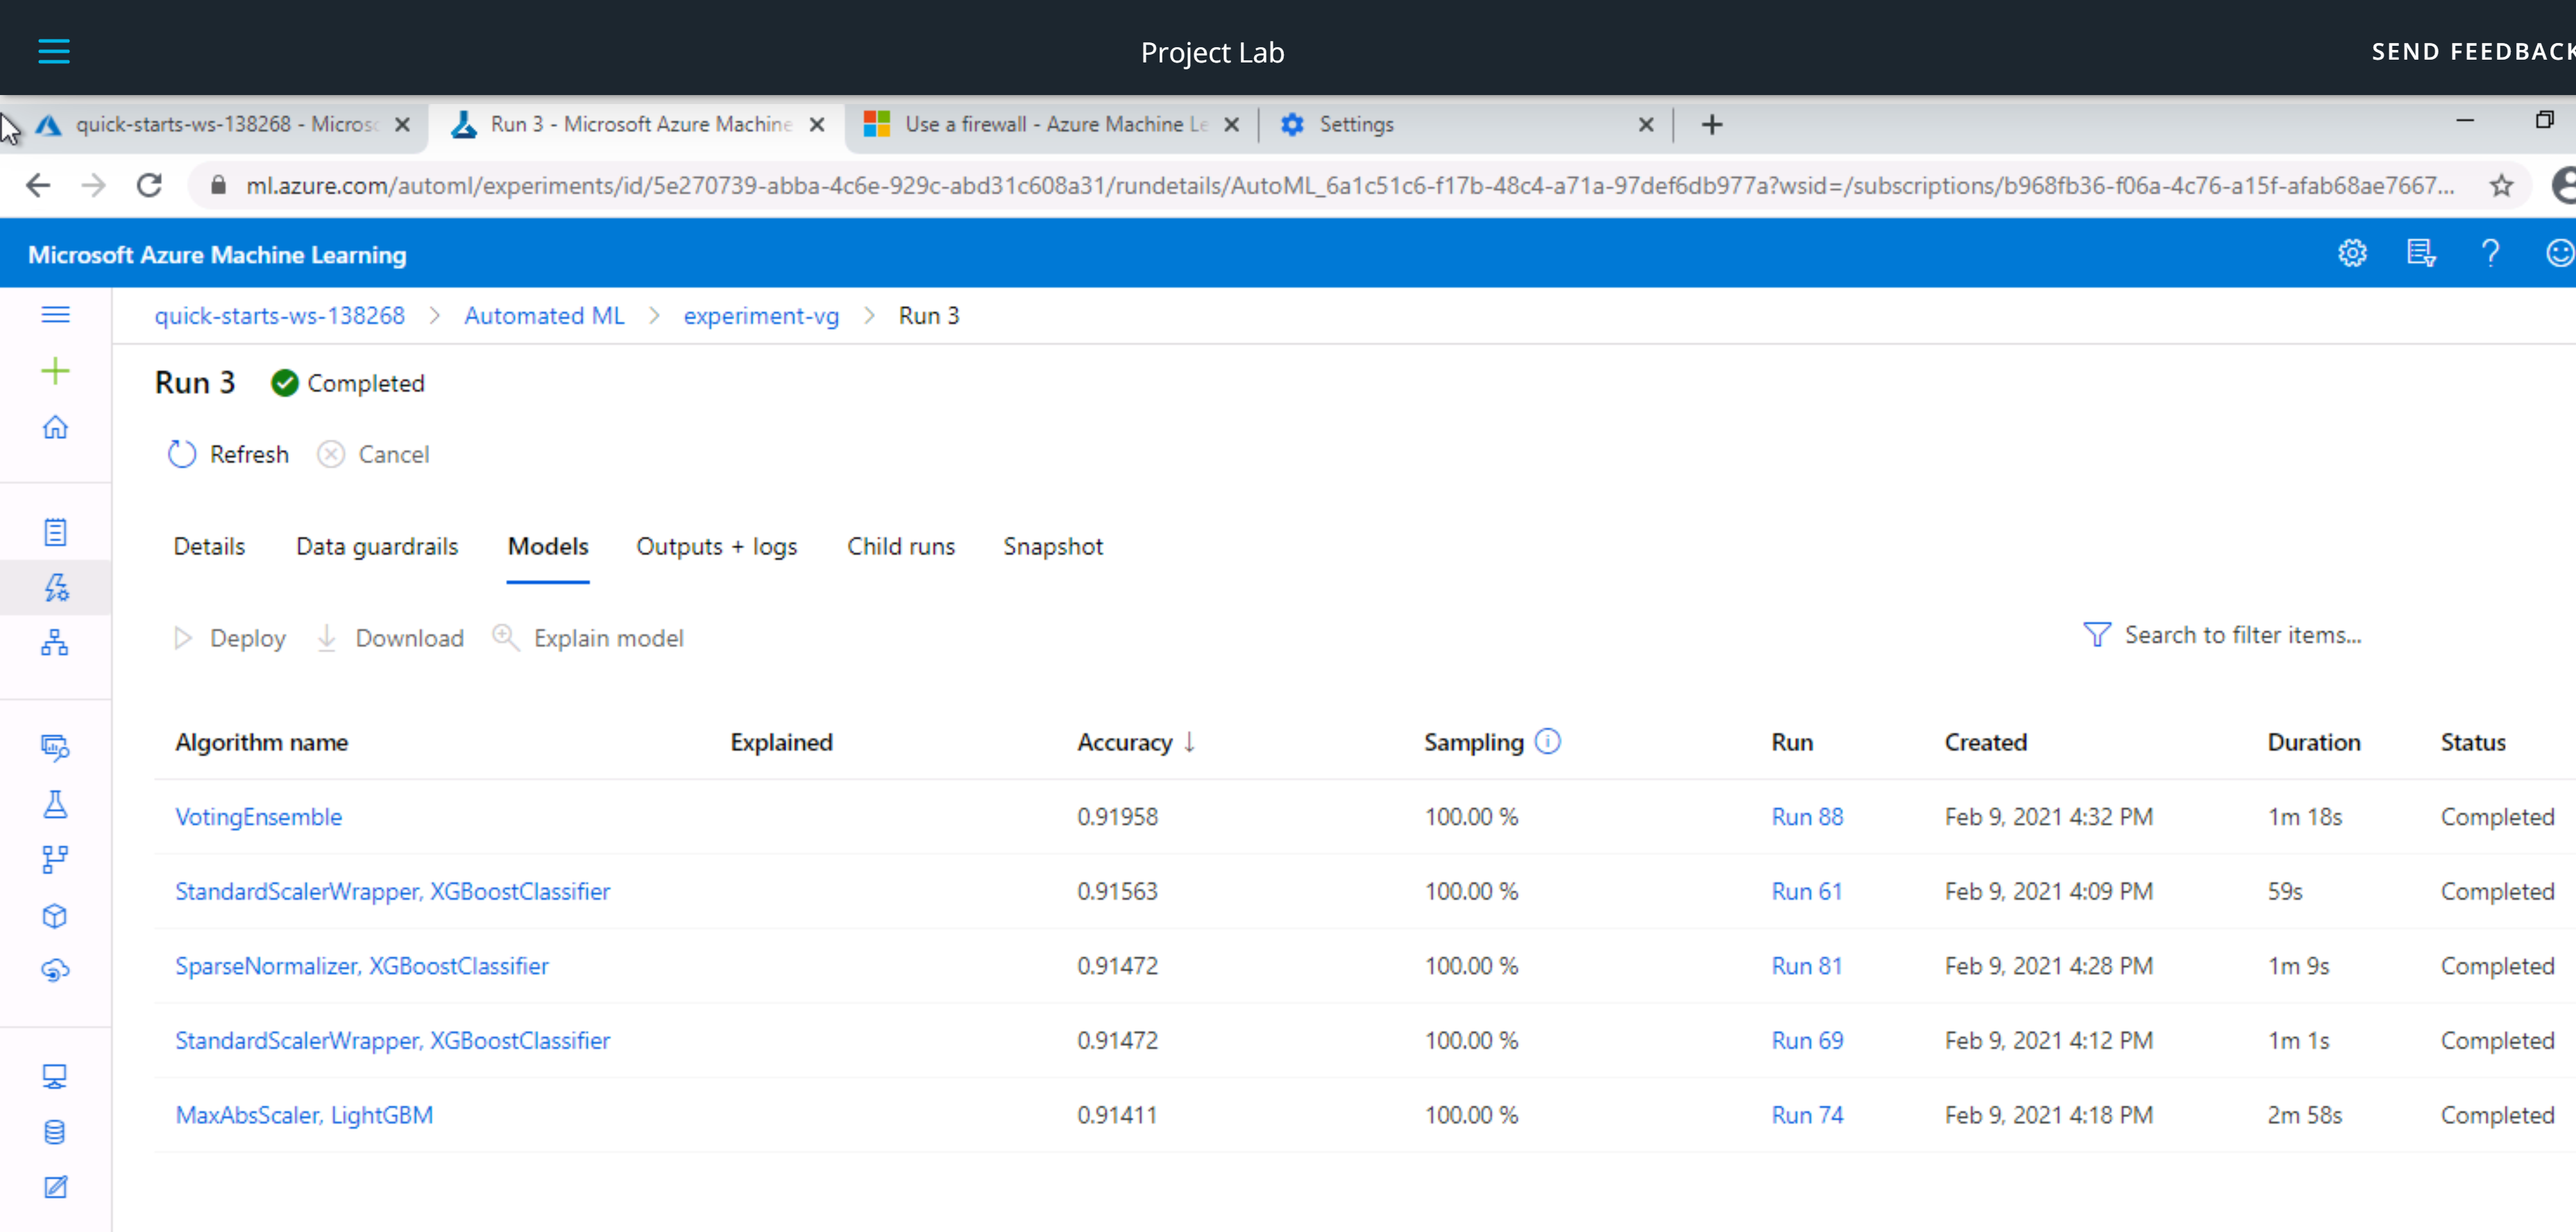 Project Lab
SEND FEEDBACK
quick-starts-ws-138268 - Micros
Run 3 - Microsoft Azure Machine
Use a firewall - Azure Machine Le
Settings
ml.azure.com/automl/experiments/id/5e270739-abba-4c6e-929c-abd31c608a31/rundetails/AutoML_6a1c51c6-f17b-48c4-a71a-97def6db977a?wsid=/subscriptions/b968fb36-f06a-4c76-a15f-afab68ae7667...
Microsoft Azure Machine Learning
quick-starts-ws-138268 > Automated ML > experiment-vg > Run 3
Run 3 Completed
Refresh Cancel
Details Data guardrails Models Outputs + logs Child runs Snapshot
Deploy Download Explain model Search to filter items...
Algorithm name Explained Accuracy ↓ Sampling Run Created Duration Status
VotingEnsemble 0.91958 100.00 % Run 88 Feb 9, 2021 4:32 PM 1m 18s Completed
StandardScalerWrapper, XGBoostClassifier 0.91563 100.00 % Run 61 Feb 9, 2021 4:09 PM 59s Completed
SparseNormalizer, XGBoostClassifier 0.91472 100.00 % Run 81 Feb 9, 2021 4:28 PM 1m 9s Completed
StandardScalerWrapper, XGBoostClassifier 0.91472 100.00 % Run 69 Feb 9, 2021 4:12 PM 1m 1s Completed
MaxAbsScaler, LightGBM 0.91411 100.00 % Run 74 Feb 9, 2021 4:18 PM 2m 58s Completed